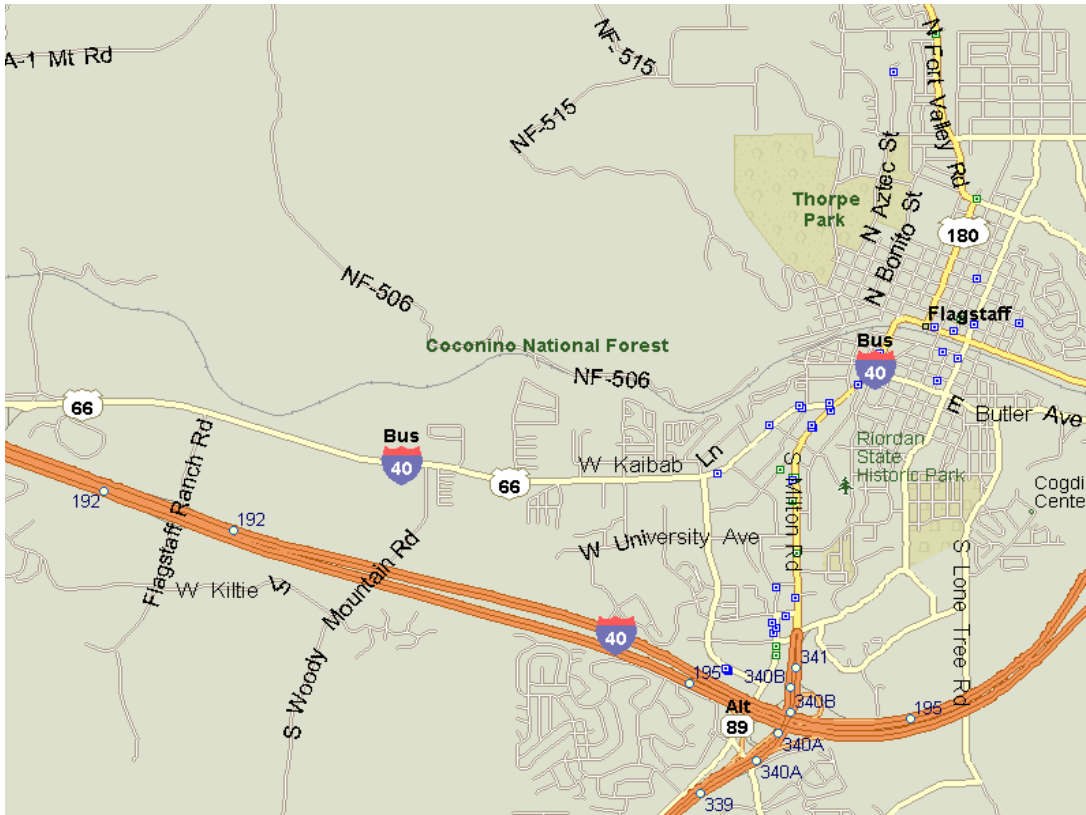 A-1 Mt Rd
NF-515
NF-515
N Fort Valley Rd
N Aztec St
Thorpe
Park
N Bonito St
180
NF-506
Flagstaff
Bus
40
Coconino National Forest
NF-506
66
Butler Ave
E
Bus
40
Flagstaff Ranch Rd
W Kaibab Ln
66
S Milton Rd
Riordan
State
Historic Park
Cogdi
Cente
192
192
W University Ave
S Woody Mountain Rd
W Kiltie Ln
S Lone Tree Rd
40
195
341
340B
340B
195
Alt
89
340A
340A
339